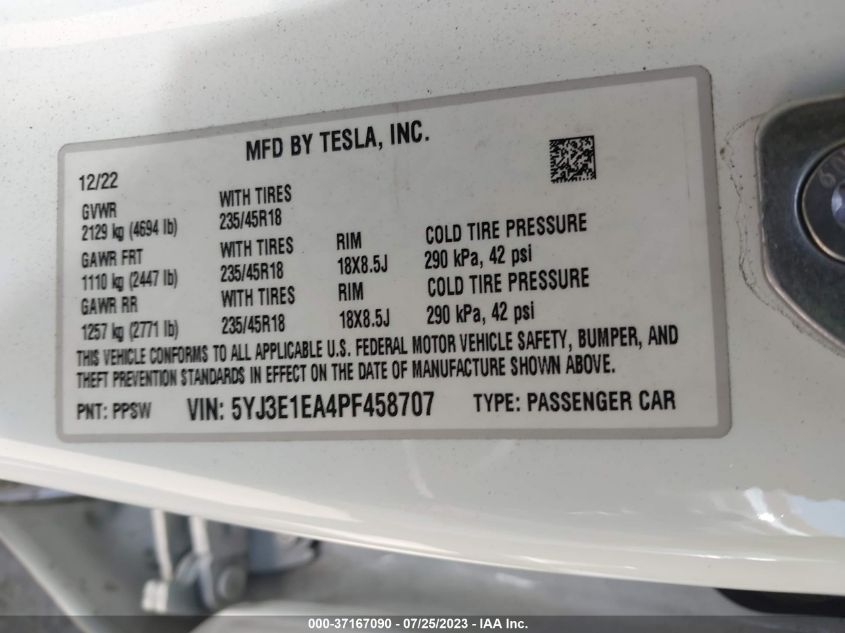 MFD BY TESLA, INC.
12/22
GVWR WITH TIRES
2129 kg (4694 lb) 235/45R18
GAWR FRT WITH TIRES RIM COLD TIRE PRESSURE
1110 kg (2447 lb) 235/45R18 18X8.5J 290 kPa, 42 psi
GAWR RR WITH TIRES RIM COLD TIRE PRESSURE
1257 kg (2771 lb) 235/45R18 18X8.5J 290 kPa, 42 psi
THIS VEHICLE CONFORMS TO ALL APPLICABLE U.S. FEDERAL MOTOR VEHICLE SAFETY, BUMPER, AND
THEFT PREVENTION STANDARDS IN EFFECT ON THE DATE OF MANUFACTURE SHOWN ABOVE.
PNT: PPSW VIN: 5YJ3E1EA4PF458707 TYPE: PASSENGER CAR
000-37167090 - 07/25/2023 - IAA Inc.